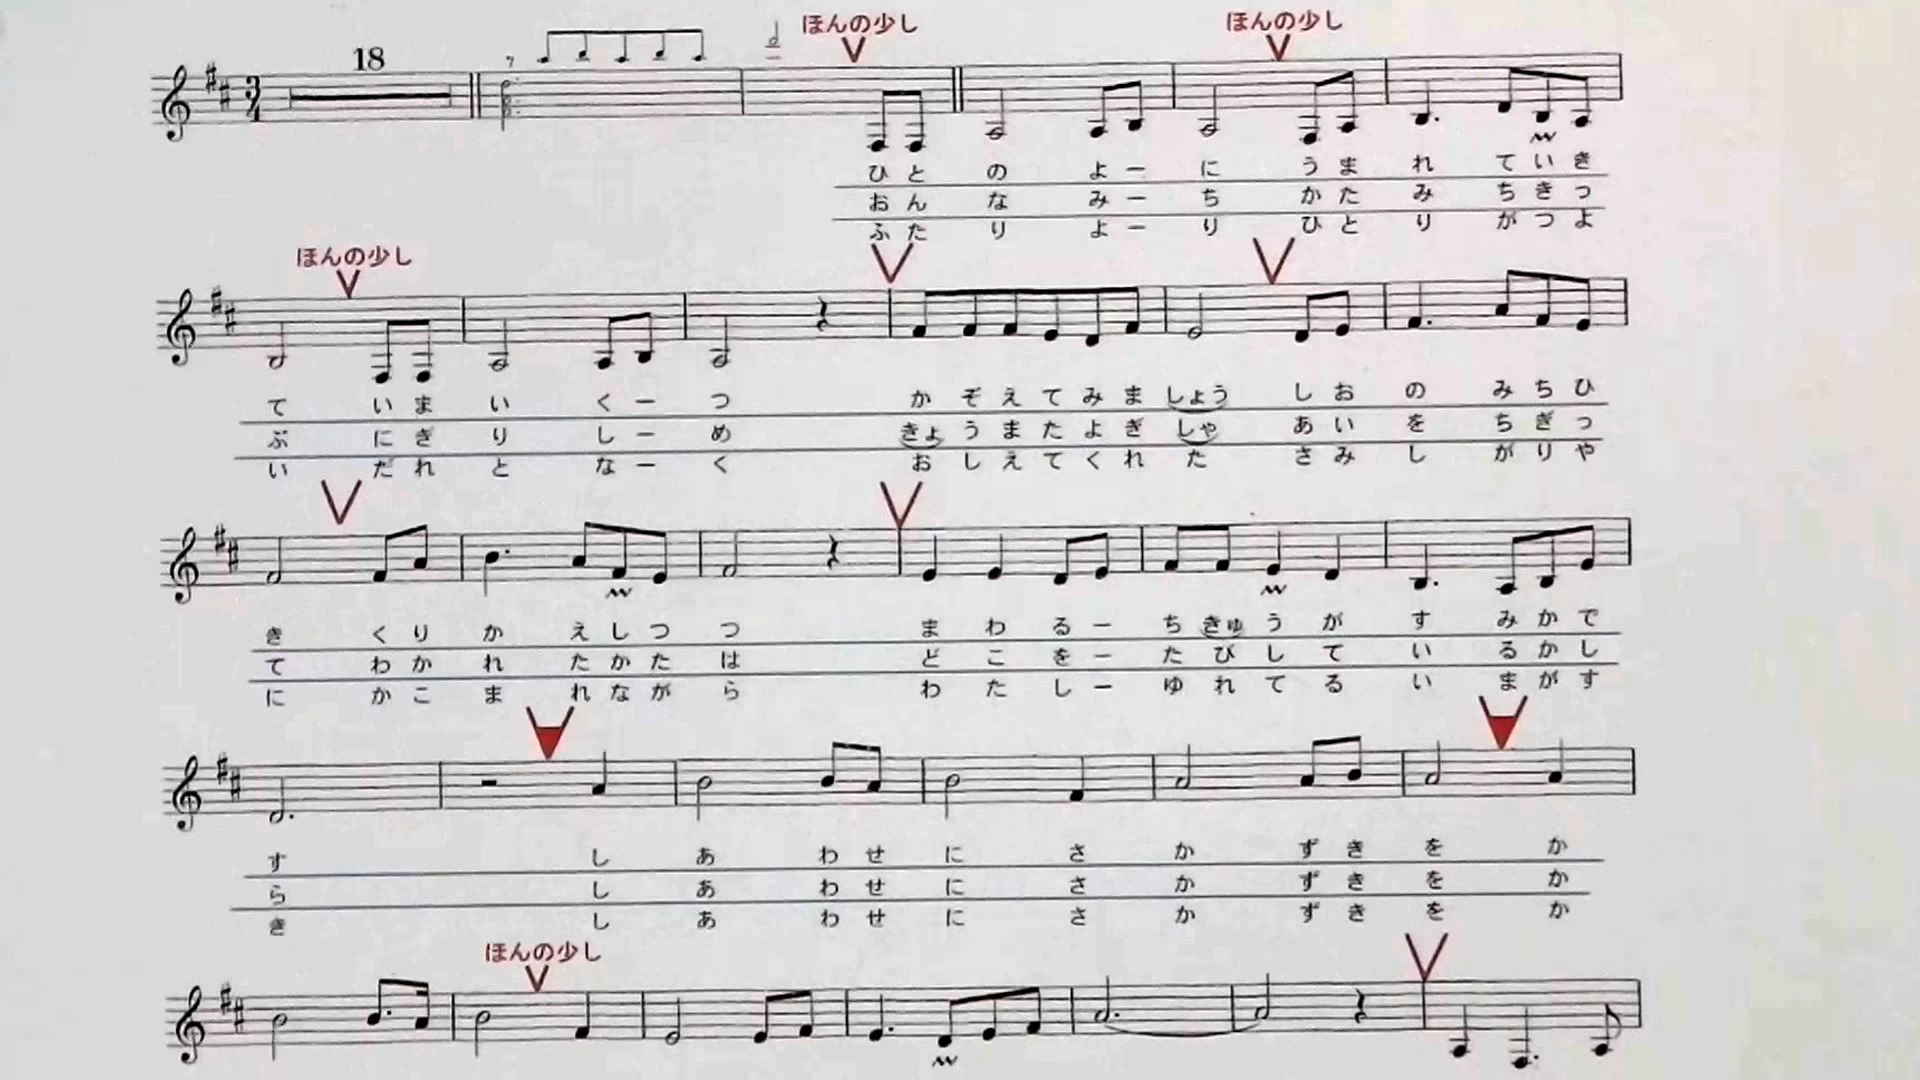 ほんの少し ほんの少し
18
3 4
7
ひと の よー に うま れ ていき
おん な みー ち かた み ちきっ
ふた り よー り ひと り がつよ
ほんの少し
て いま い くー つ かぞえてみま しょう しお の みちひ
ぶ にぎ り しー め きょうまたよぎ しゃ あい を ちぎっ
い だれ と なー く おしえてくれ た さみ し がりや
き くり か えしつ つ ま わ るー ち きゅ う が す みかで
て わか れ たかた は ど こ をー た び し て い るかし
に かこ ま れなが ら わ た しー ゆ れ て る い まがす
す し あ わせ に さ か ずき を か
ら し あ わせ に さ か ずき を か
き し あ わせ に さ か ずき を か
ほんの少し